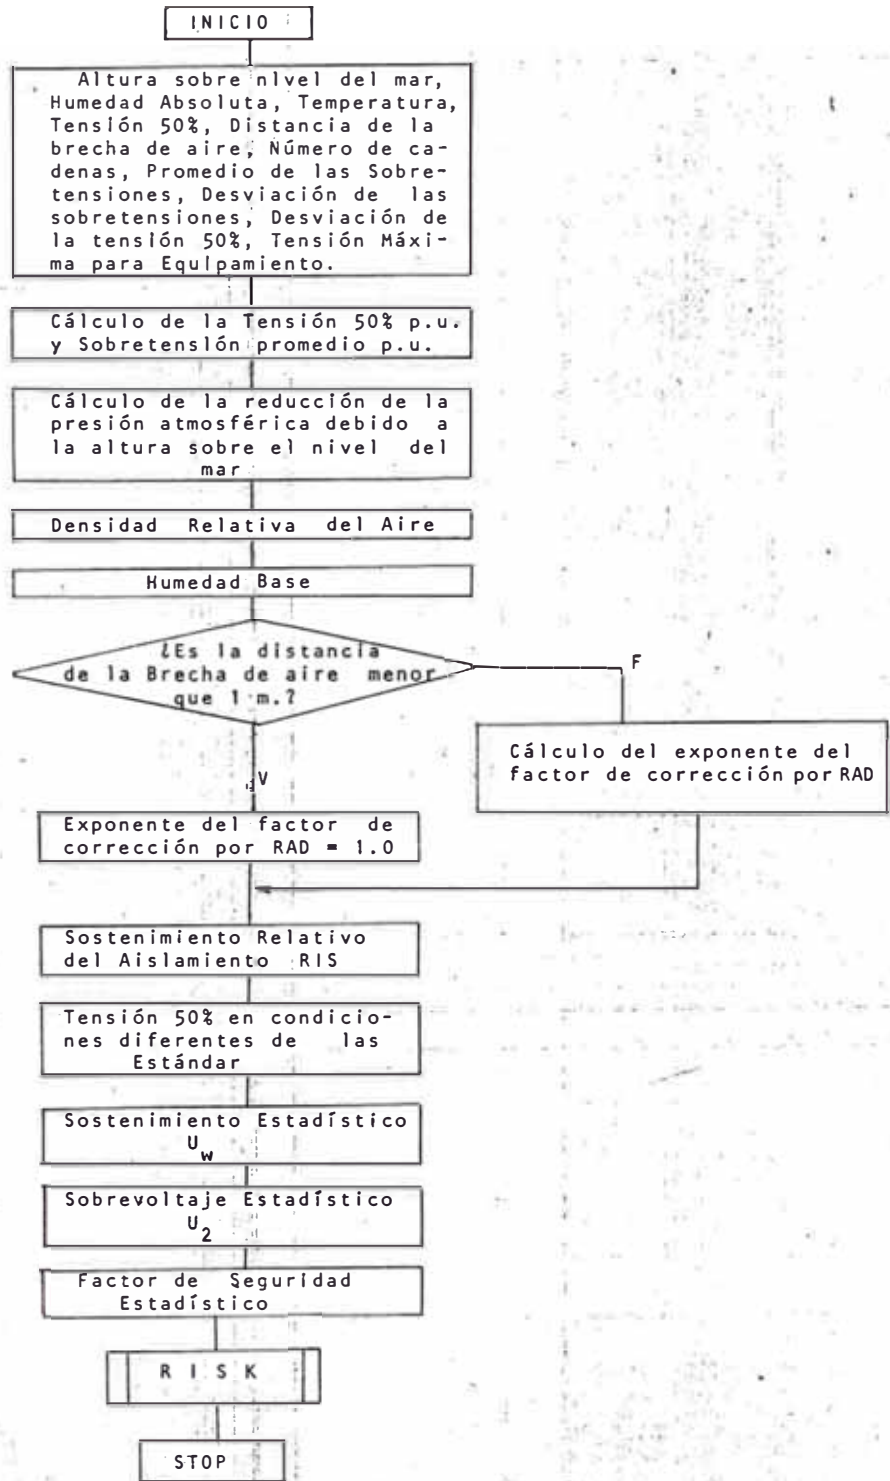 INICIO
Altura sobre nivel del mar,
Humedad Absoluta, Temperatura,
Tensión 50%, Distancia de la
brecha de aire, Número de ca-
denas, Promedio de las Sobre-
tensiones, Desviación de las
sobretensiones, Desviación de
la tensión 50%, Tensión Máxi-
ma para Equipamiento.
Cálculo de la Tensión 50% p.u.
y Sobretensión promedio p.u.
Cálculo de la reducción de la
presión atmosférica debido a
la altura sobre el nivel del
mar
Densidad Relativa del Aire
Humedad Base
¿Es la distancia
de la Brecha de aire menor
que 1 m.?
F
Cálculo del exponente del
factor de corrección por RAD
V
Exponente del factor de
corrección por RAD = 1.0
Sostenimiento Relativo
del Aislamiento RIS
Tensión 50% en condicio-
nes diferentes de las
Estándar
Sostenimiento Estadístico
U_w
Sobrevoltaje Estadístico
U_2
Factor de Seguridad
Estadístico
R I S K
STOP